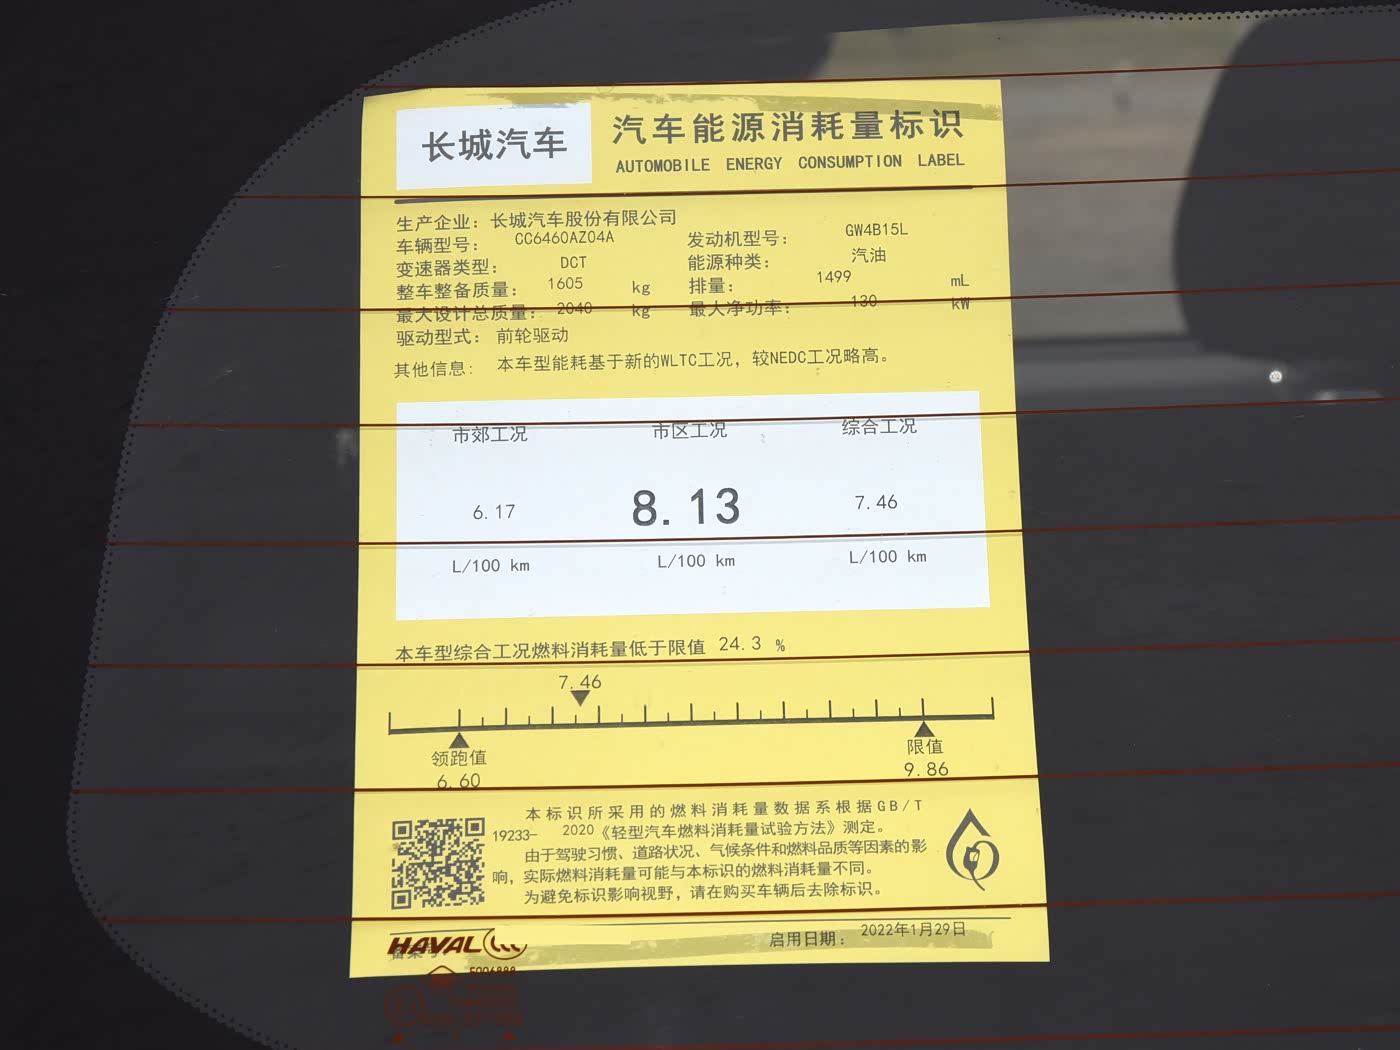 长城汽车
汽车能源消耗量标识
AUTOMOBILE ENERGY CONSUMPTION LABEL
生产企业：长城汽车股份有限公司
车辆型号： CC6460AZ04A 发动机型号： GW4B15L
变速器类型： DCT 能源种类： 汽油
整车整备质量： 1605 kg 排量： 1499 mL
最大设计总质量： 2040 kg 最大净功率： 130 kW
驱动型式： 前轮驱动
其他信息： 本车型能耗基于新的WLTC工况，较NEDC工况略高。
市郊工况 市区工况 综合工况
6.17 8.13 7.46
L/100 km L/100 km L/100 km
本车型综合工况燃料消耗量低于限值 24.3 %
7.46
领跑值 限值
6.60 9.86
本标识所采用的燃料消耗量数据系根据GB/T
19233- 2020《轻型汽车燃料消耗量试验方法》测定。
由于驾驶习惯、道路状况、气候条件和燃料品质等因素的影
响，实际燃料消耗量可能与本标识的燃料消耗量不同。
为避免标识影响视野，请在购买车辆后去除标识。
HAVAL
备案号：
启用日期： 2022年1月29日